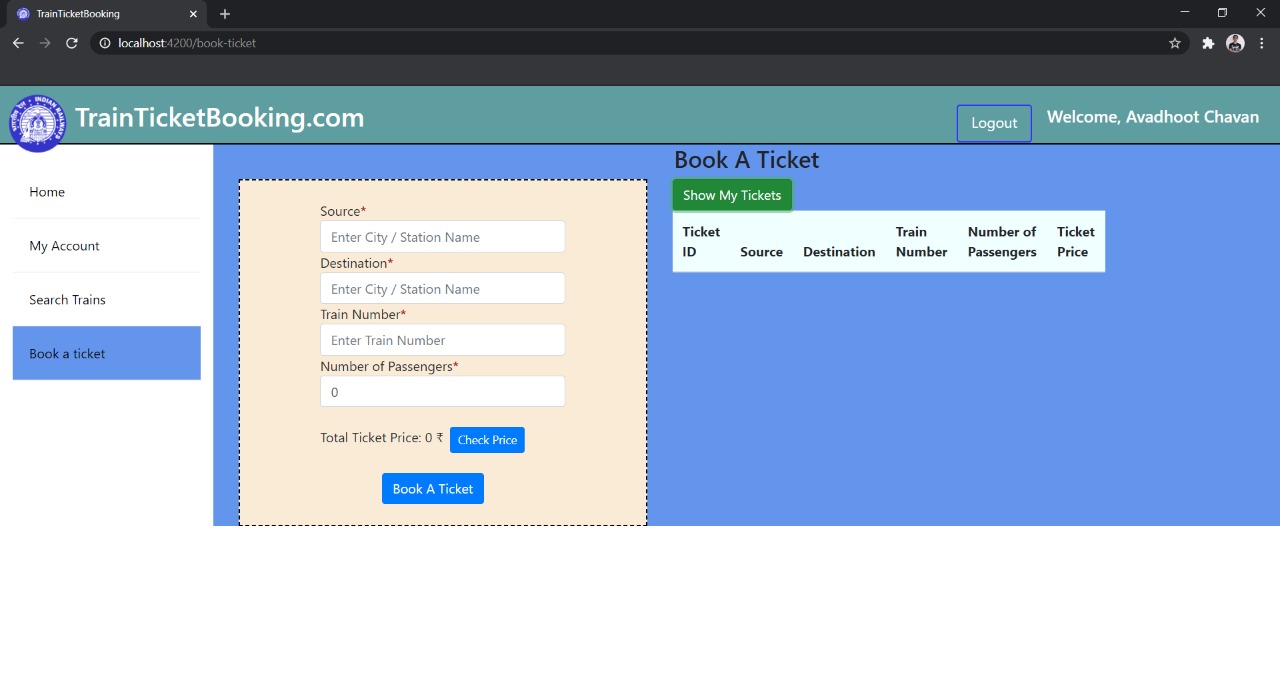 TrainTicketBooking
localhost:4200/book-ticket
INDIAN RAILWAYS
TrainTicketBooking.com
Logout
Welcome, Avadhoot Chavan
Home
My Account
Search Trains
Book a ticket
Book A Ticket
Show My Tickets
Source*
Enter City / Station Name
Destination*
Enter City / Station Name
Train Number*
Enter Train Number
Number of Passengers*
0
Total Ticket Price: 0 ₹ Check Price
Book A Ticket
Ticket ID
Source
Destination
Train Number
Number of Passengers
Ticket Price